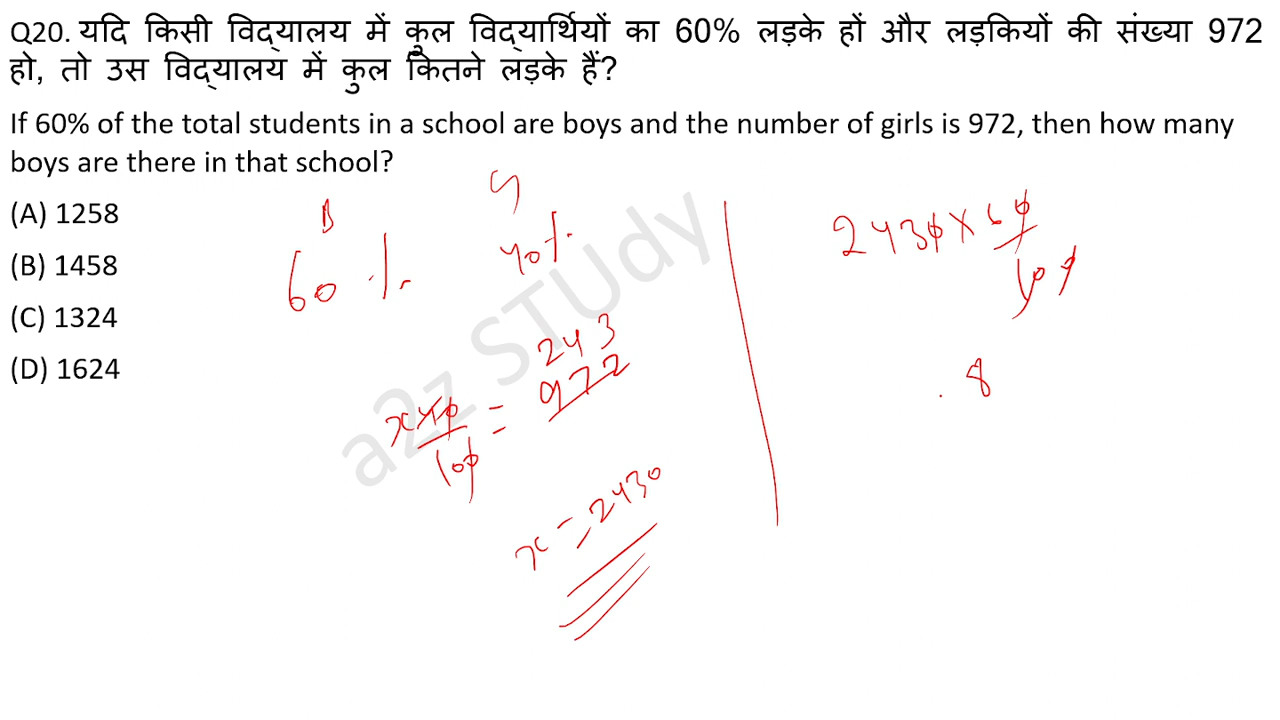 Q20. यदि किसी विद्यालय में कुल विद्यार्थियों का 60% लड़के हों और लड़कियों की संख्या 972
हो, तो उस विद्यालय में कुल कितने लड़के हैं?
If 60% of the total students in a school are boys and the number of girls is 972, then how many
boys are there in that school?
(A) 1258
(B) 1458
(C) 1324
(D) 1624
a2z STUdy
B
60 %
G
40%
243
x 40 = 972
100
x = 2430
2430 x 60
100
. 8